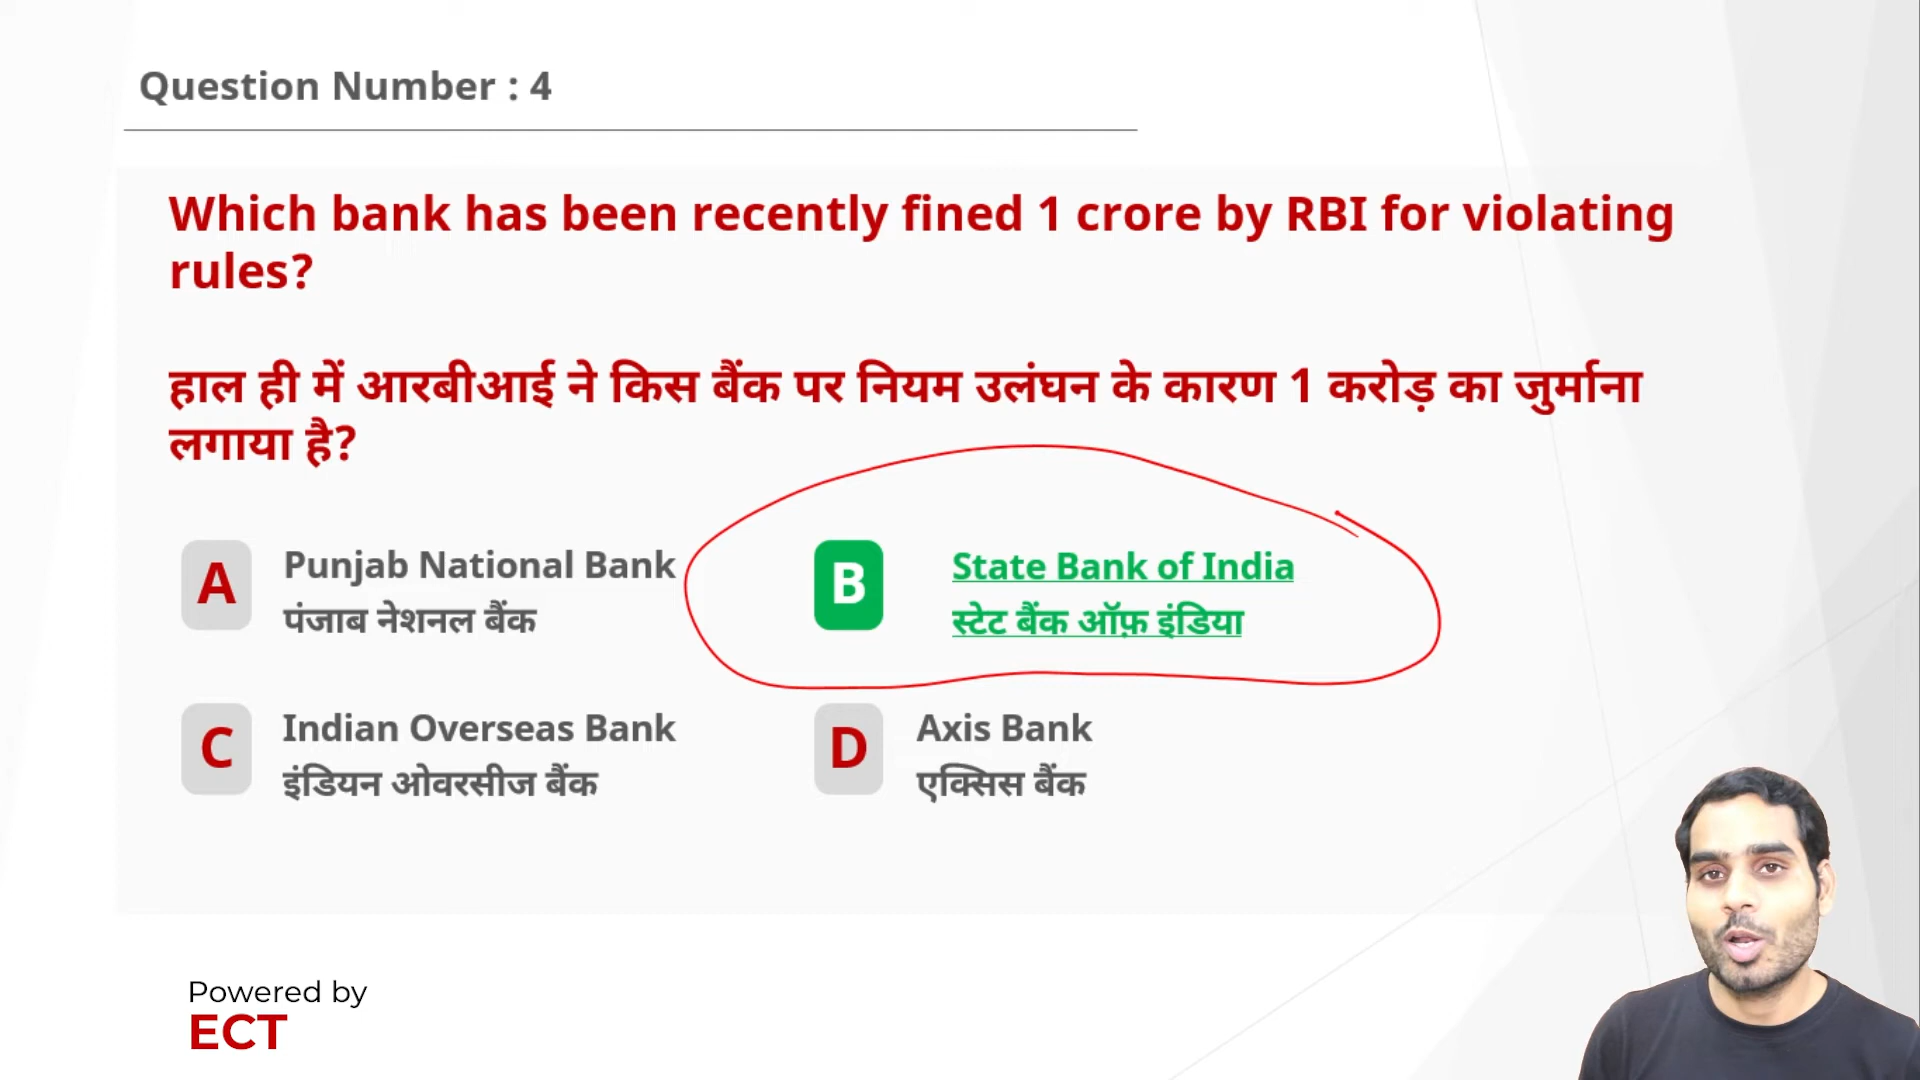 Question Number : 4
Which bank has been recently fined 1 crore by RBI for violating
rules?
हाल ही में आरबीआई ने किस बैंक पर नियम उलंघन के कारण 1 करोड़ का जुर्माना
लगाया है?
A Punjab National Bank
पंजाब नेशनल बैंक
B State Bank of India
स्टेट बैंक ऑफ़ इंडिया
C Indian Overseas Bank
इंडियन ओवरसीज बैंक
D Axis Bank
एक्सिस बैंक
Powered by
ECT